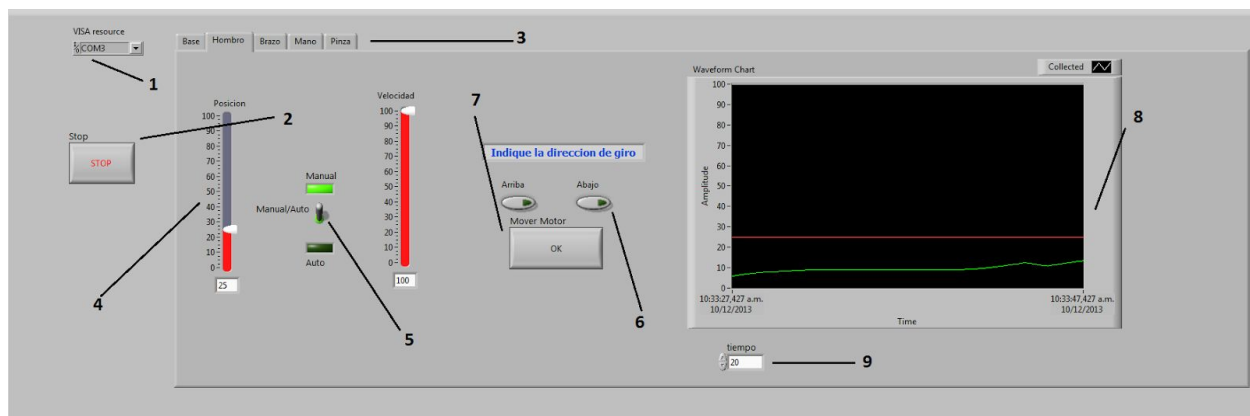 VISA resource
COM3
1
Base Hombro Brazo Mano Pinza
3
Stop
STOP
2
Posicion
100
90
80
70
60
50
40
30
20
10
0
25
4
Manual
Manual/Auto
Auto
5
Velocidad
100
90
80
70
60
50
40
30
20
10
0
100
7
Indique la direccion de giro
Arriba Abajo
Mover Motor
OK
6
Waveform Chart
Collected
Amplitude
100
90
80
70
60
50
40
30
20
10
0
10:33:27,427 a.m.
10/12/2013
10:33:47,427 a.m.
10/12/2013
Time
8
tiempo
20
9